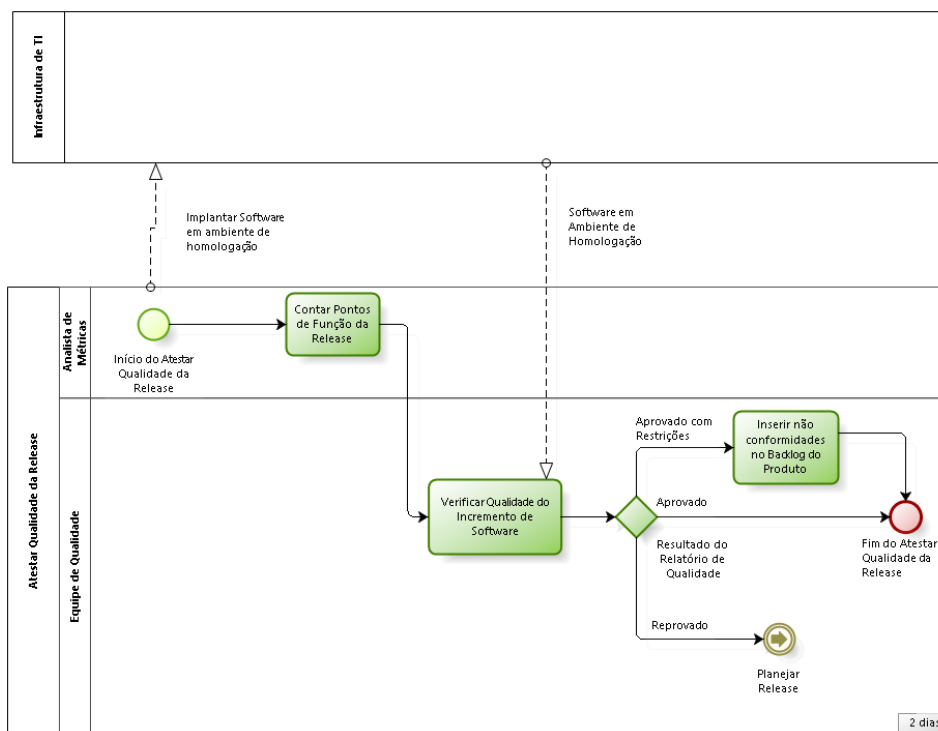 Infraestrutura de TI
Implantar Software
em ambiente de
homologação
Software em
Ambiente de
Homologação
Atestar Qualidade da Release
Analista de
Métricas
Início do Atestar
Qualidade da
Release
Contar Pontos
de Função da
Release
Equipe de Qualidade
Verificar Qualidade do
Incremento de
Software
Aprovado com
Restrições
Inserir não
conformidades
no Backlog do
Produto
Aprovado
Resultado do
Relatório de
Qualidade
Fim do Atestar
Qualidade da
Release
Reprovado
Planejar
Release
2 dias